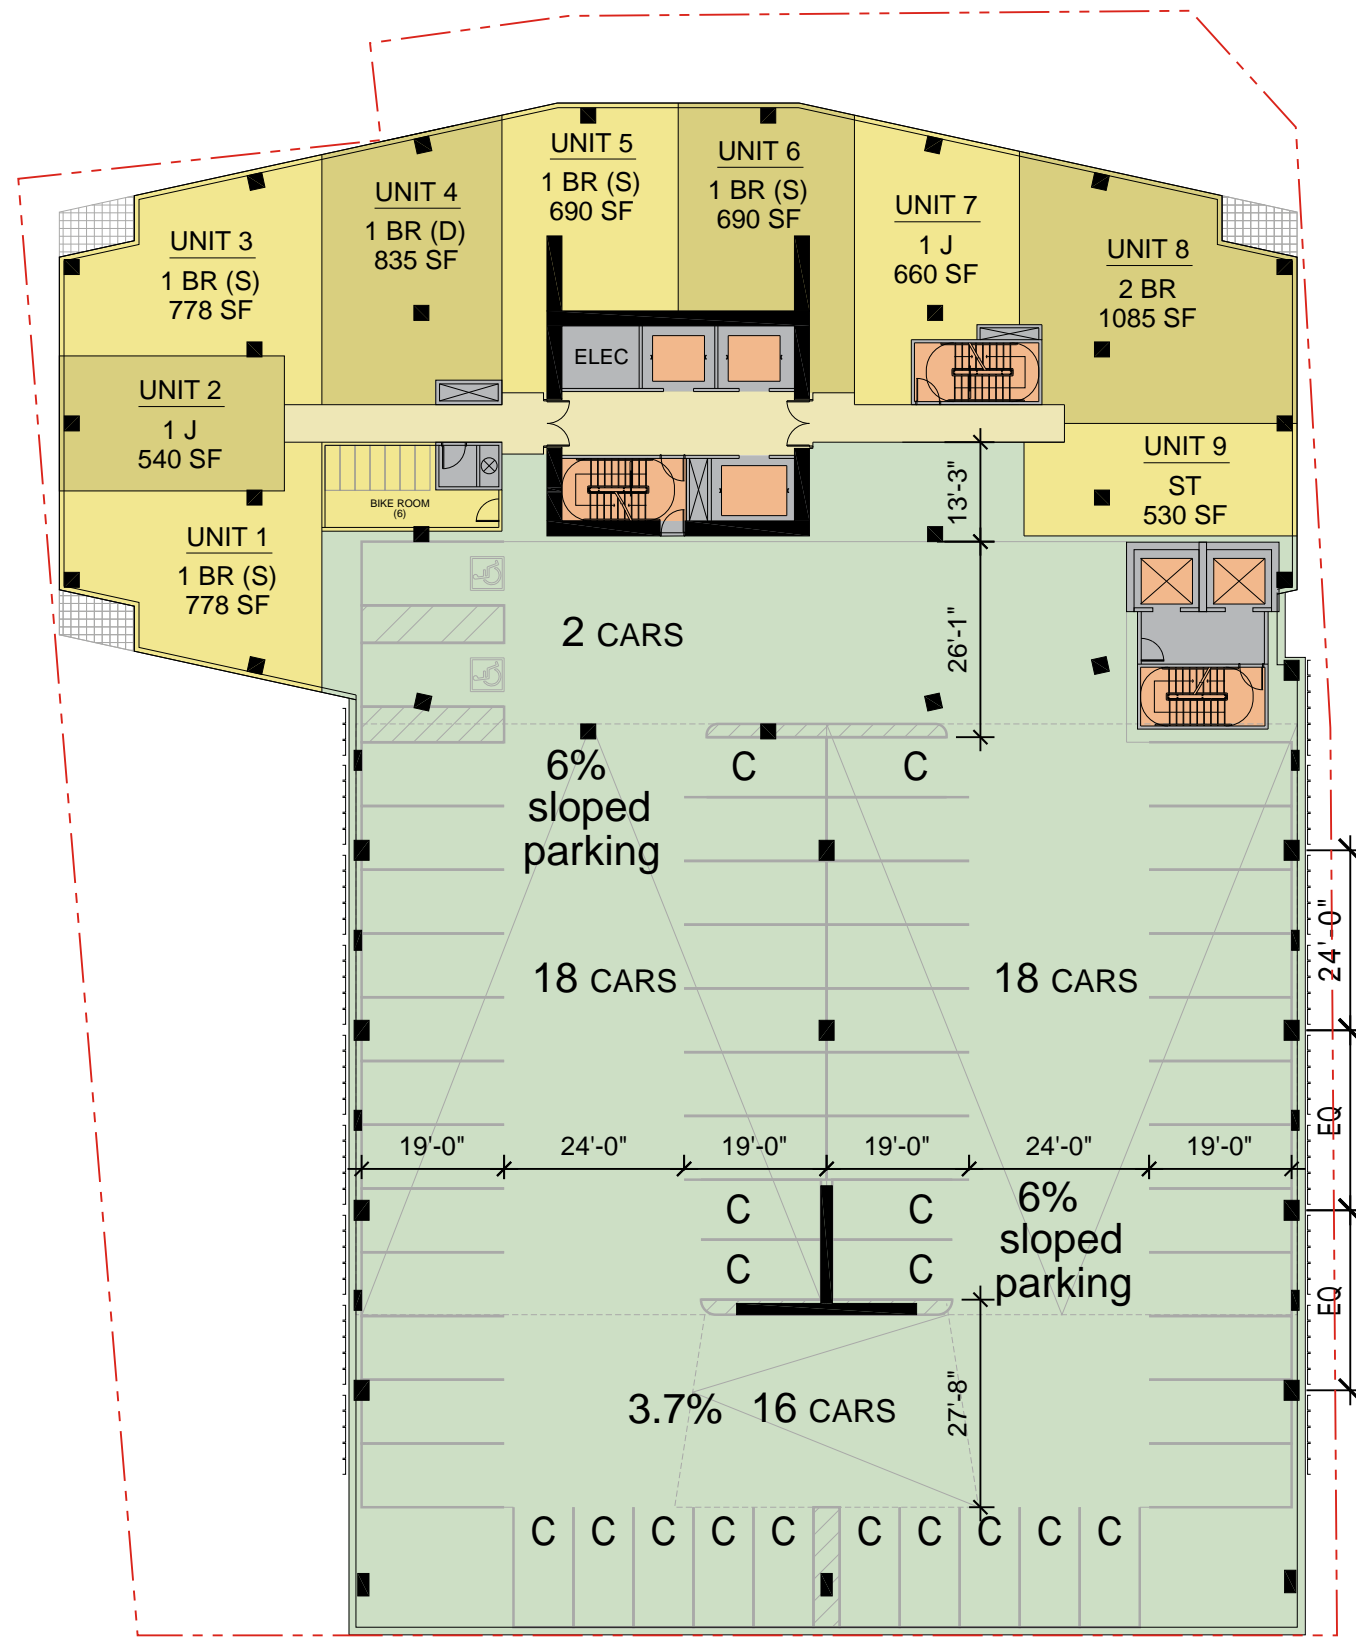 UNIT 5
1 BR (S)
690 SF
UNIT 6
1 BR (S)
690 SF
UNIT 4
1 BR (D)
835 SF
UNIT 7
1 J
660 SF
UNIT 3
1 BR (S)
778 SF
UNIT 8
2 BR
1085 SF
ELEC
UNIT 2
1 J
540 SF
UNIT 9
ST
530 SF
BIKE ROOM
(6)
13'-3"
UNIT 1
1 BR (S)
778 SF
2 CARS
26'-1"
6%
sloped
parking
C
C
18 CARS
18 CARS
24'-0"
19'-0"
24'-0"
19'-0"
19'-0"
24'-0"
19'-0"
EQ
C
C
6%
sloped
parking
C
C
EQ
3.7%
16 CARS
27'-8"
C
C
C
C
C
C
C
C
C
C